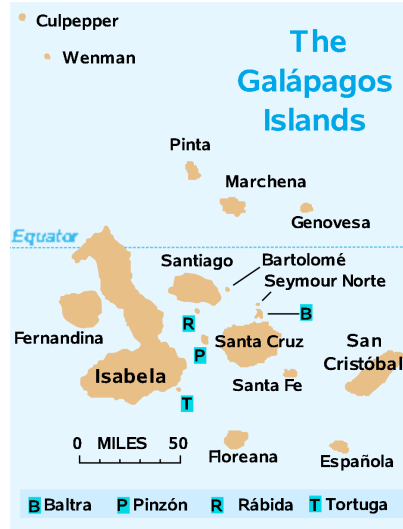 Culpepper
Wenman
The
Galápagos
Islands
Pinta
Marchena
Genovesa
Equator
Santiago
Bartolomé
Seymour Norte
R
B
Fernandina
P
Santa Cruz
San
Cristóbal
Isabela
Santa Fe
T
0 MILES 50
Floreana
Española
B Baltra P Pinzón R Rábida T Tortuga